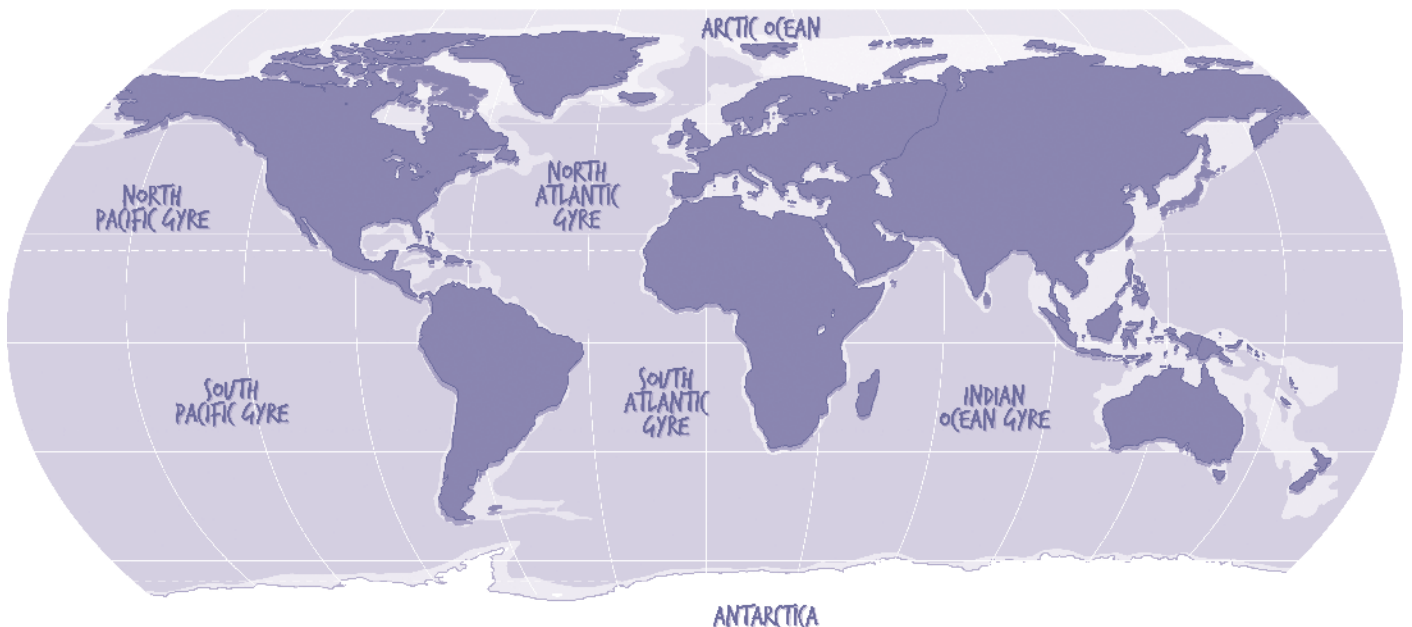 ARCTIC OCEAN
NORTH
PACIFIC GYRE
NORTH
ATLANTIC
GYRE
SOUTH
PACIFIC GYRE
SOUTH
ATLANTIC
GYRE
INDIAN
OCEAN GYRE
ANTARCTICA